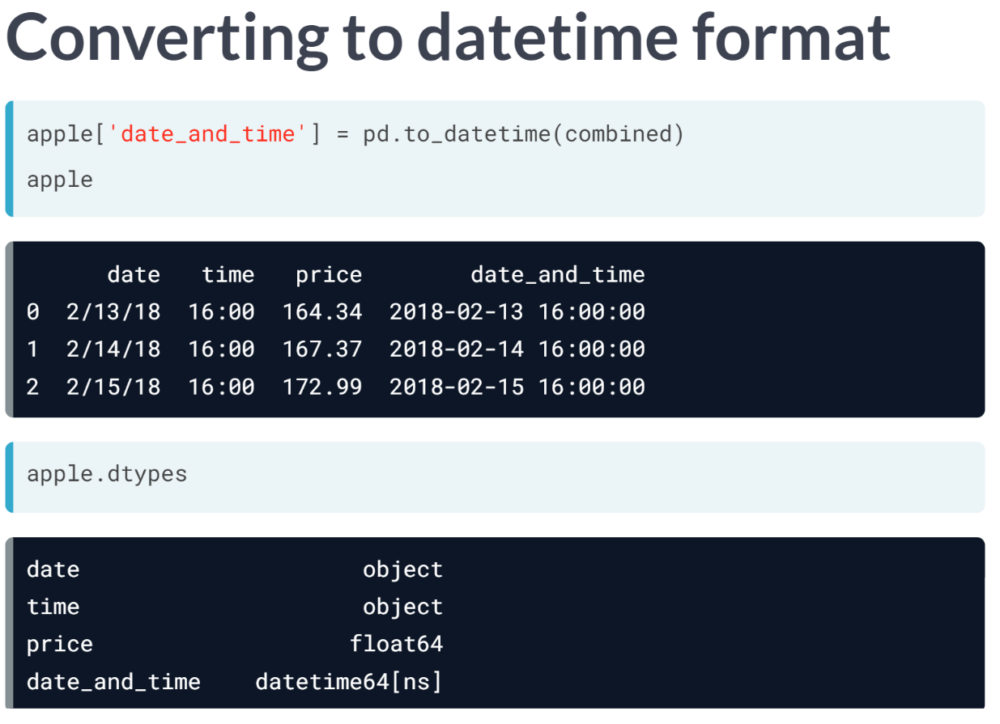 Converting to datetime format
apple['date_and_time'] = pd.to_datetime(combined)
apple
date time price date_and_time
0 2/13/18 16:00 164.34 2018-02-13 16:00:00
1 2/14/18 16:00 167.37 2018-02-14 16:00:00
2 2/15/18 16:00 172.99 2018-02-15 16:00:00
apple.dtypes
date object
time object
price float64
date_and_time datetime64[ns]